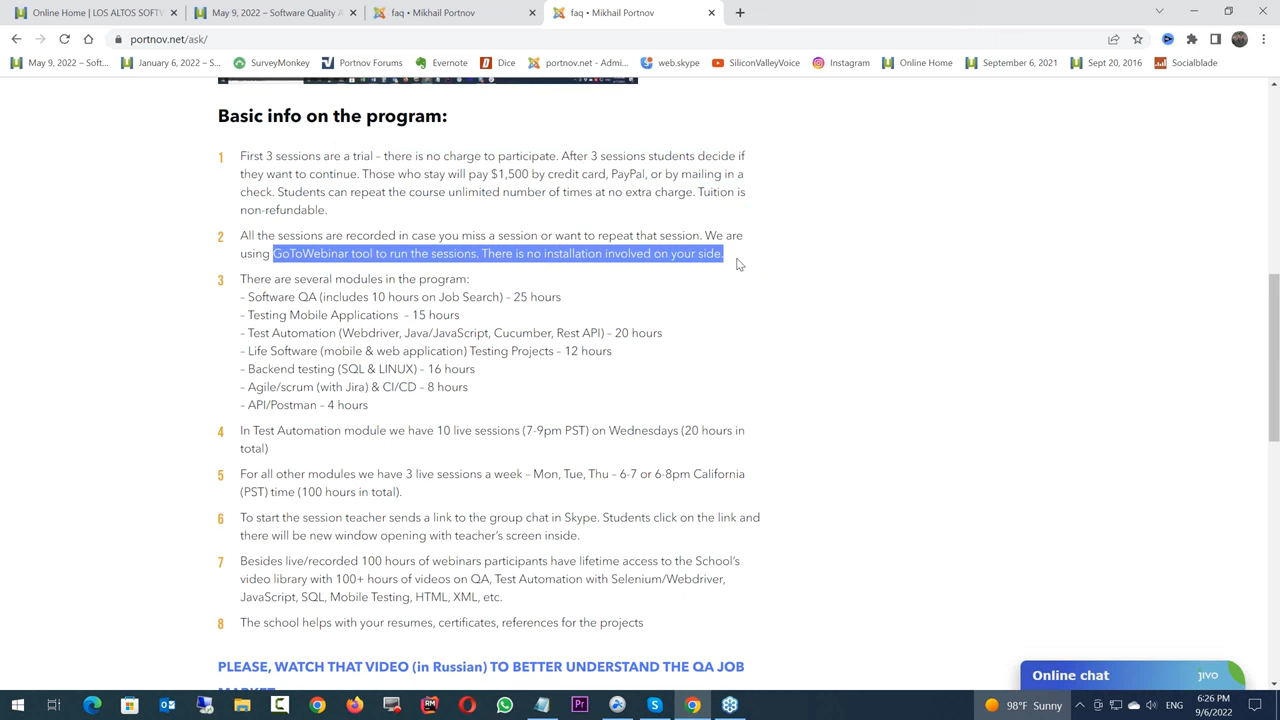 Online Home | LOS ALTOS SOFTW
May 9, 2022 – Software Quality A
faq • Mikhail Portnov
faq • Mikhail Portnov
portnov.net/ask/
May 9, 2022 – Soft...
January 6, 2022 – S...
SurveyMonkey
Portnov Forums
Evernote
Dice
portnov.net - Admi...
web.skype
SiliconValleyVoice
Instagram
Online Home
September 6, 2021
Sept 20, 2016
Socialblade
Basic info on the program:
1 First 3 sessions are a trial – there is no charge to participate. After 3 sessions students decide if
they want to continue. Those who stay will pay $1,500 by credit card, PayPal, or by mailing in a
check. Students can repeat the course unlimited number of times at no extra charge. Tuition is
non-refundable.
2 All the sessions are recorded in case you miss a session or want to repeat that session. We are
using GoToWebinar tool to run the sessions. There is no installation involved on your side.
3 There are several modules in the program:
– Software QA (includes 10 hours on Job Search) – 25 hours
– Testing Mobile Applications – 15 hours
– Test Automation (Webdriver, Java/JavaScript, Cucumber, Rest API) – 20 hours
– Life Software (mobile & web application) Testing Projects – 12 hours
– Backend testing (SQL & LINUX) – 16 hours
– Agile/scrum (with Jira) & CI/CD – 8 hours
– API/Postman – 4 hours
4 In Test Automation module we have 10 live sessions (7-9pm PST) on Wednesdays (20 hours in
total)
5 For all other modules we have 3 live sessions a week – Mon, Tue, Thu – 6-7 or 6-8pm California
(PST) time (100 hours in total).
6 To start the session teacher sends a link to the group chat in Skype. Students click on the link and
there will be new window opening with teacher's screen inside.
7 Besides live/recorded 100 hours of webinars participants have lifetime access to the School's
video library with 100+ hours of videos on QA, Test Automation with Selenium/Webdriver,
JavaScript, SQL, Mobile Testing, HTML, XML, etc.
8 The school helps with your resumes, certificates, references for the projects
PLEASE, WATCH THAT VIDEO (in Russian) TO BETTER UNDERSTAND THE QA JOB
MARKET
Online chat
jivo
98°F Sunny
6:26 PM
9/6/2022